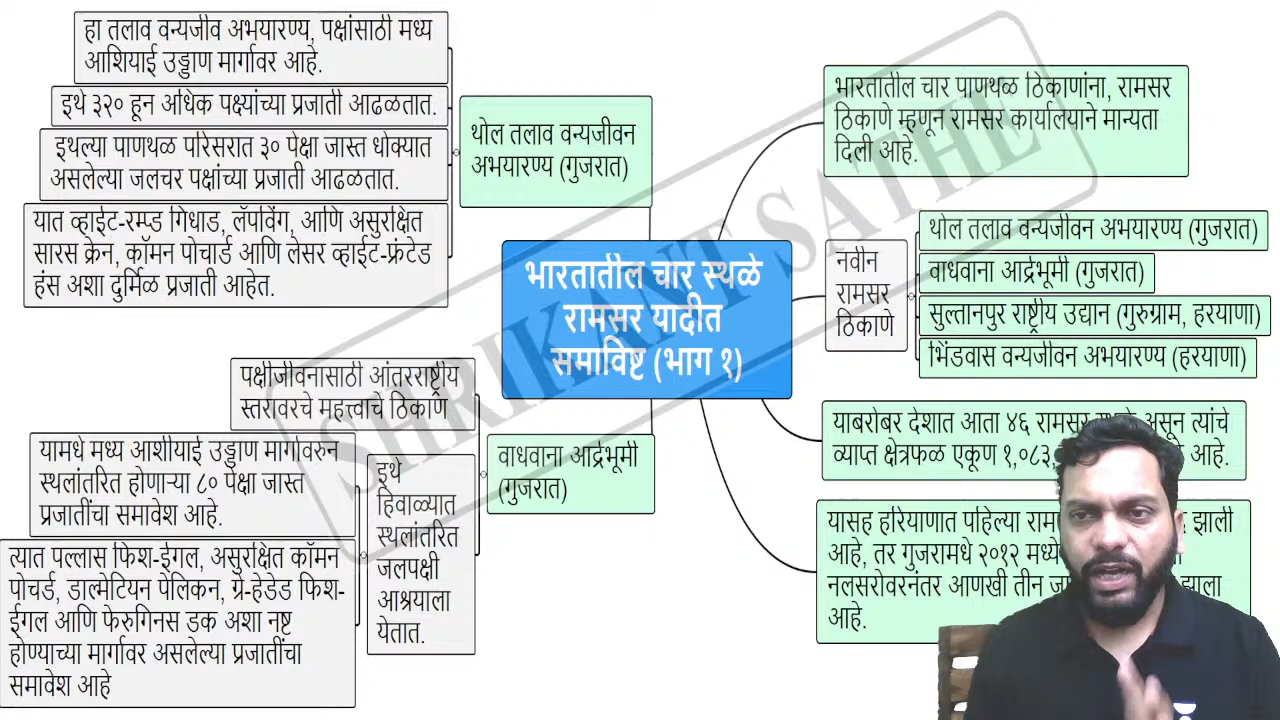 हा तलाव वन्यजीव अभयारण्य, पक्षांसाठी मध्य
आशियाई उड्डाण मार्गावर आहे.
इथे ३२० हून अधिक पक्ष्यांच्या प्रजाती आढळतात.
इथल्या पाणथळ परिसरात ३० पेक्षा जास्त धोक्यात
असलेल्या जलचर पक्षांच्या प्रजाती आढळतात.
यात व्हाईट-रम्प्ड गिधाड, लॅपविंग, आणि असुरक्षित
सारस क्रेन, कॉमन पोचार्ड आणि लेसर व्हाईट-फ्रंटेड
हंस अशा दुर्मिळ प्रजाती आहेत.
थोल तलाव वन्यजीवन
अभयारण्य (गुजरात)
भारतातील चार स्थळे
रामसर यादीत
समाविष्ट (भाग १)
पक्षीजीवनासाठी आंतरराष्ट्रीय
स्तरावरचे महत्त्वाचे ठिकाण
यामधे मध्य आशीयाई उड्डाण मार्गावरुन
स्थलांतरित होणाऱ्या ८० पेक्षा जास्त
प्रजातींचा समावेश आहे.
त्यात पल्लास फिश-ईगल, असुरक्षित कॉमन
पोचर्ड, डाल्मेटियन पेलिकन, ग्रे-हेडेड फिश-
ईगल आणि फेरुगिनस डक अशा नष्ट
होण्याच्या मार्गावर असलेल्या प्रजातींचा
समावेश आहे
इथे
हिवाळ्यात
स्थलांतरित
जलपक्षी
आश्रयाला
येतात.
वाधवाना आर्द्रभूमी
(गुजरात)
भारतातील चार पाणथळ ठिकाणांना, रामसर
ठिकाणे म्हणून रामसर कार्यालयाने मान्यता
दिली आहे.
नवीन
रामसर
ठिकाणे
थोल तलाव वन्यजीवन अभयारण्य (गुजरात)
वाधवाना आर्द्रभूमी (गुजरात)
सुल्तानपुर राष्ट्रीय उद्यान (गुरुग्राम, हरयाणा)
भिंडवास वन्यजीवन अभयारण्य (हरयाणा)
याबरोबर देशात आता ४६ रामसर असून त्यांचे
व्याप्त क्षेत्रफळ एकूण १,०८३, आहे.
यासह हरियाणात पहिल्या झाली
आहे, तर गुजरामधे २०१२ मध्ये
नलसरोवरनंतर आणखी तीन झाला
आहे.
SHRIKANT SATHE